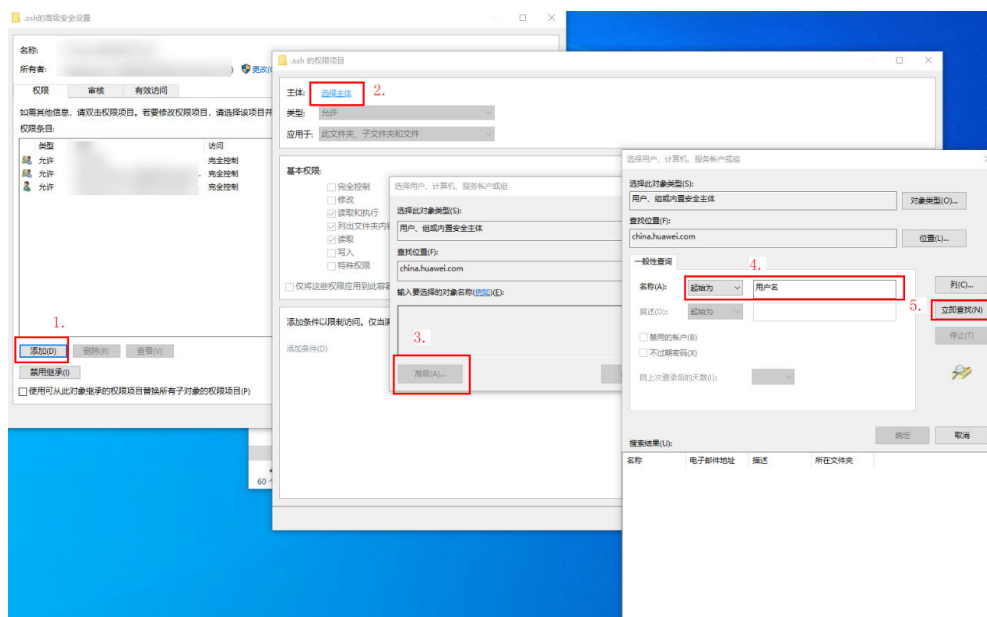 .ssh的高级安全设置
名称:
所有者:
更改(
权限
审核
有效访问
如需其他信息，请双击权限项目。若要修改权限项目，请选择该项目并
权限条目:
类型
访问
允许
完全控制
允许
完全控制
允许
完全控制
1.
添加(D)
删除(R)
查看(V)
禁用继承(I)
使用可从此对象继承的权限项目替换所有子对象的权限项目(P)
60 个
.ssh 的权限项目
主体:
选择主体
2.
类型:
允许
应用于:
此文件夹、子文件夹和文件
基本权限:
完全控制
修改
读取和执行
列出文件夹内容
读取
写入
特殊权限
仅将这些权限应用到此容器
添加条件以限制访问。仅当满
添加条件(D)
选择用户、计算机、服务帐户或组
选择此对象类型(S):
用户、组或内置安全主体
查找位置(F):
china.huawei.com
输入要选择的对象名称(例如)(E):
3.
高级(A)...
选择用户、计算机、服务帐户或组
选择此对象类型(S):
用户、组或内置安全主体
对象类型(O)...
查找位置(F):
china.huawei.com
位置(L)...
一般性查询
4.
名称(A):
起始为
用户名
列(C)...
描述(D):
起始为
5.
立即查找(N)
禁用的帐户(B)
停止(T)
不过期密码(X)
自上次登录后的天数(I):
确定
取消
搜索结果(U):
名称
电子邮件地址
描述
所在文件夹